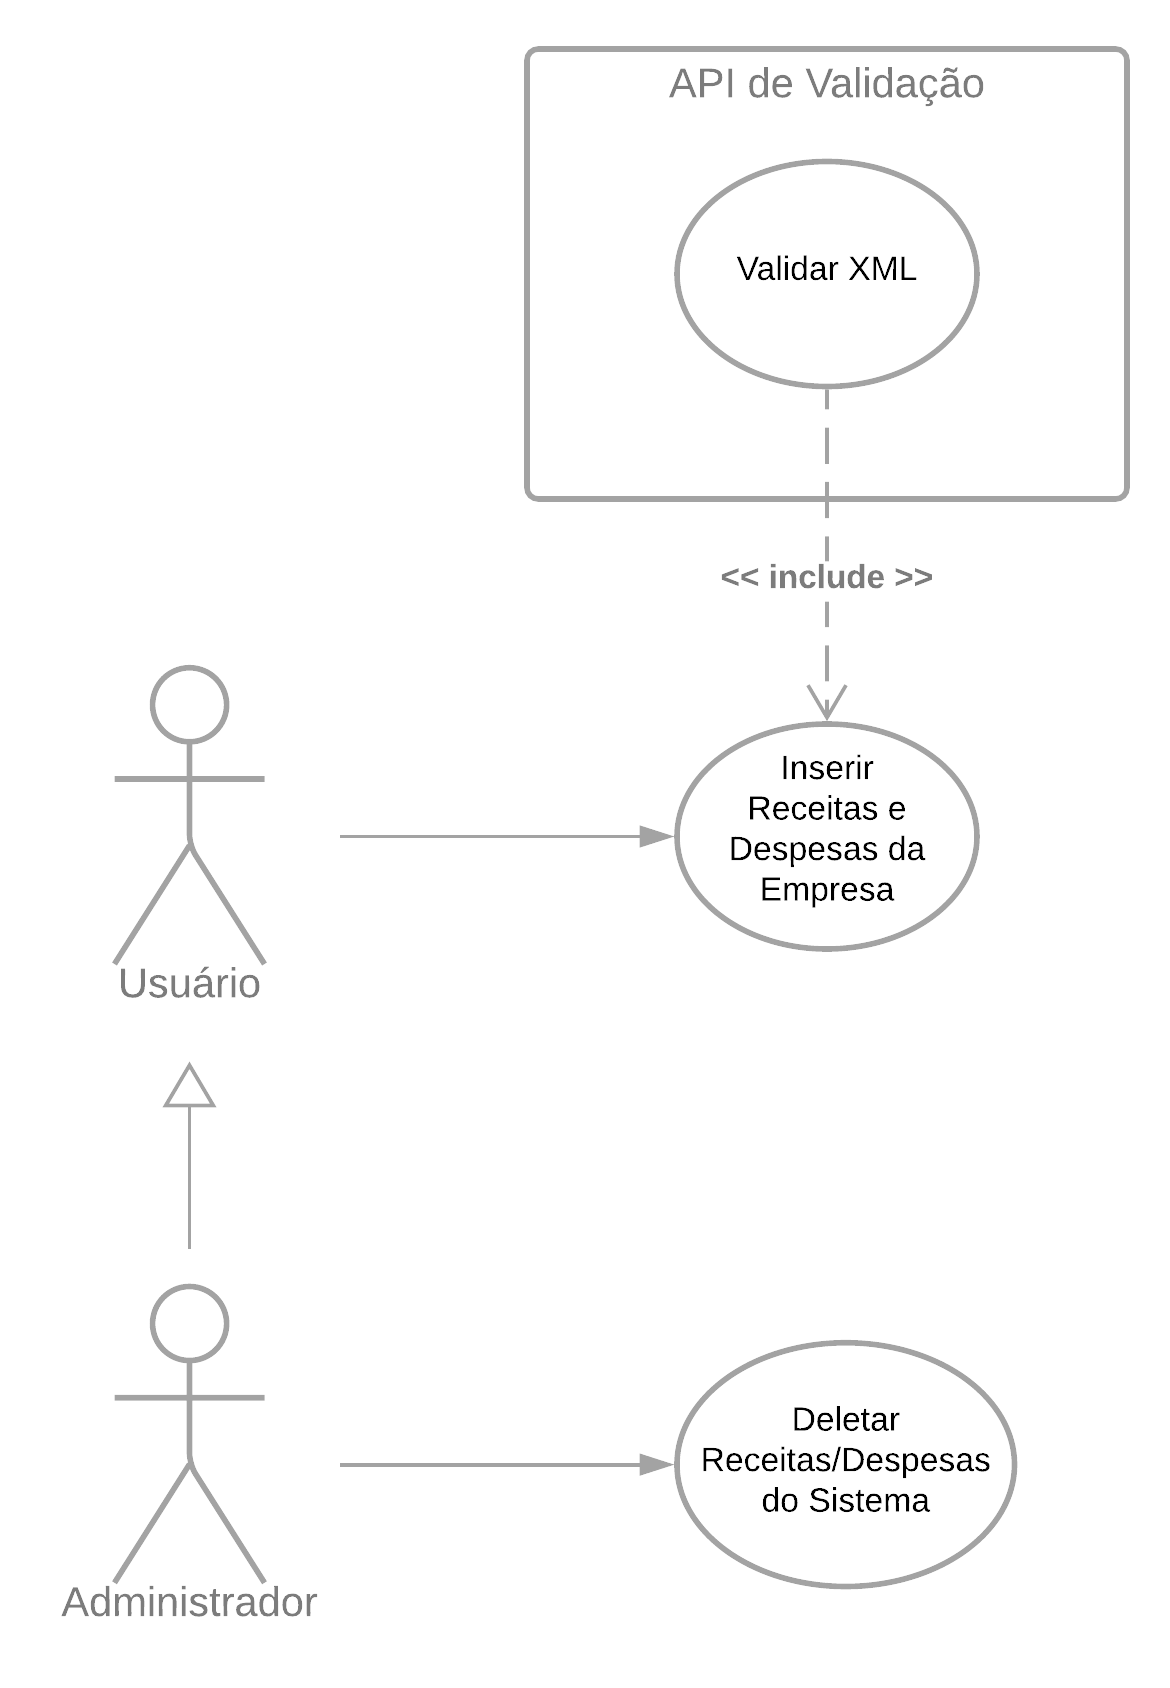 API de Validação
Validar XML
<< include >>
Inserir
Receitas e
Despesas da
Empresa
Usuário
Deletar
Receitas/Despesas
do Sistema
Administrador